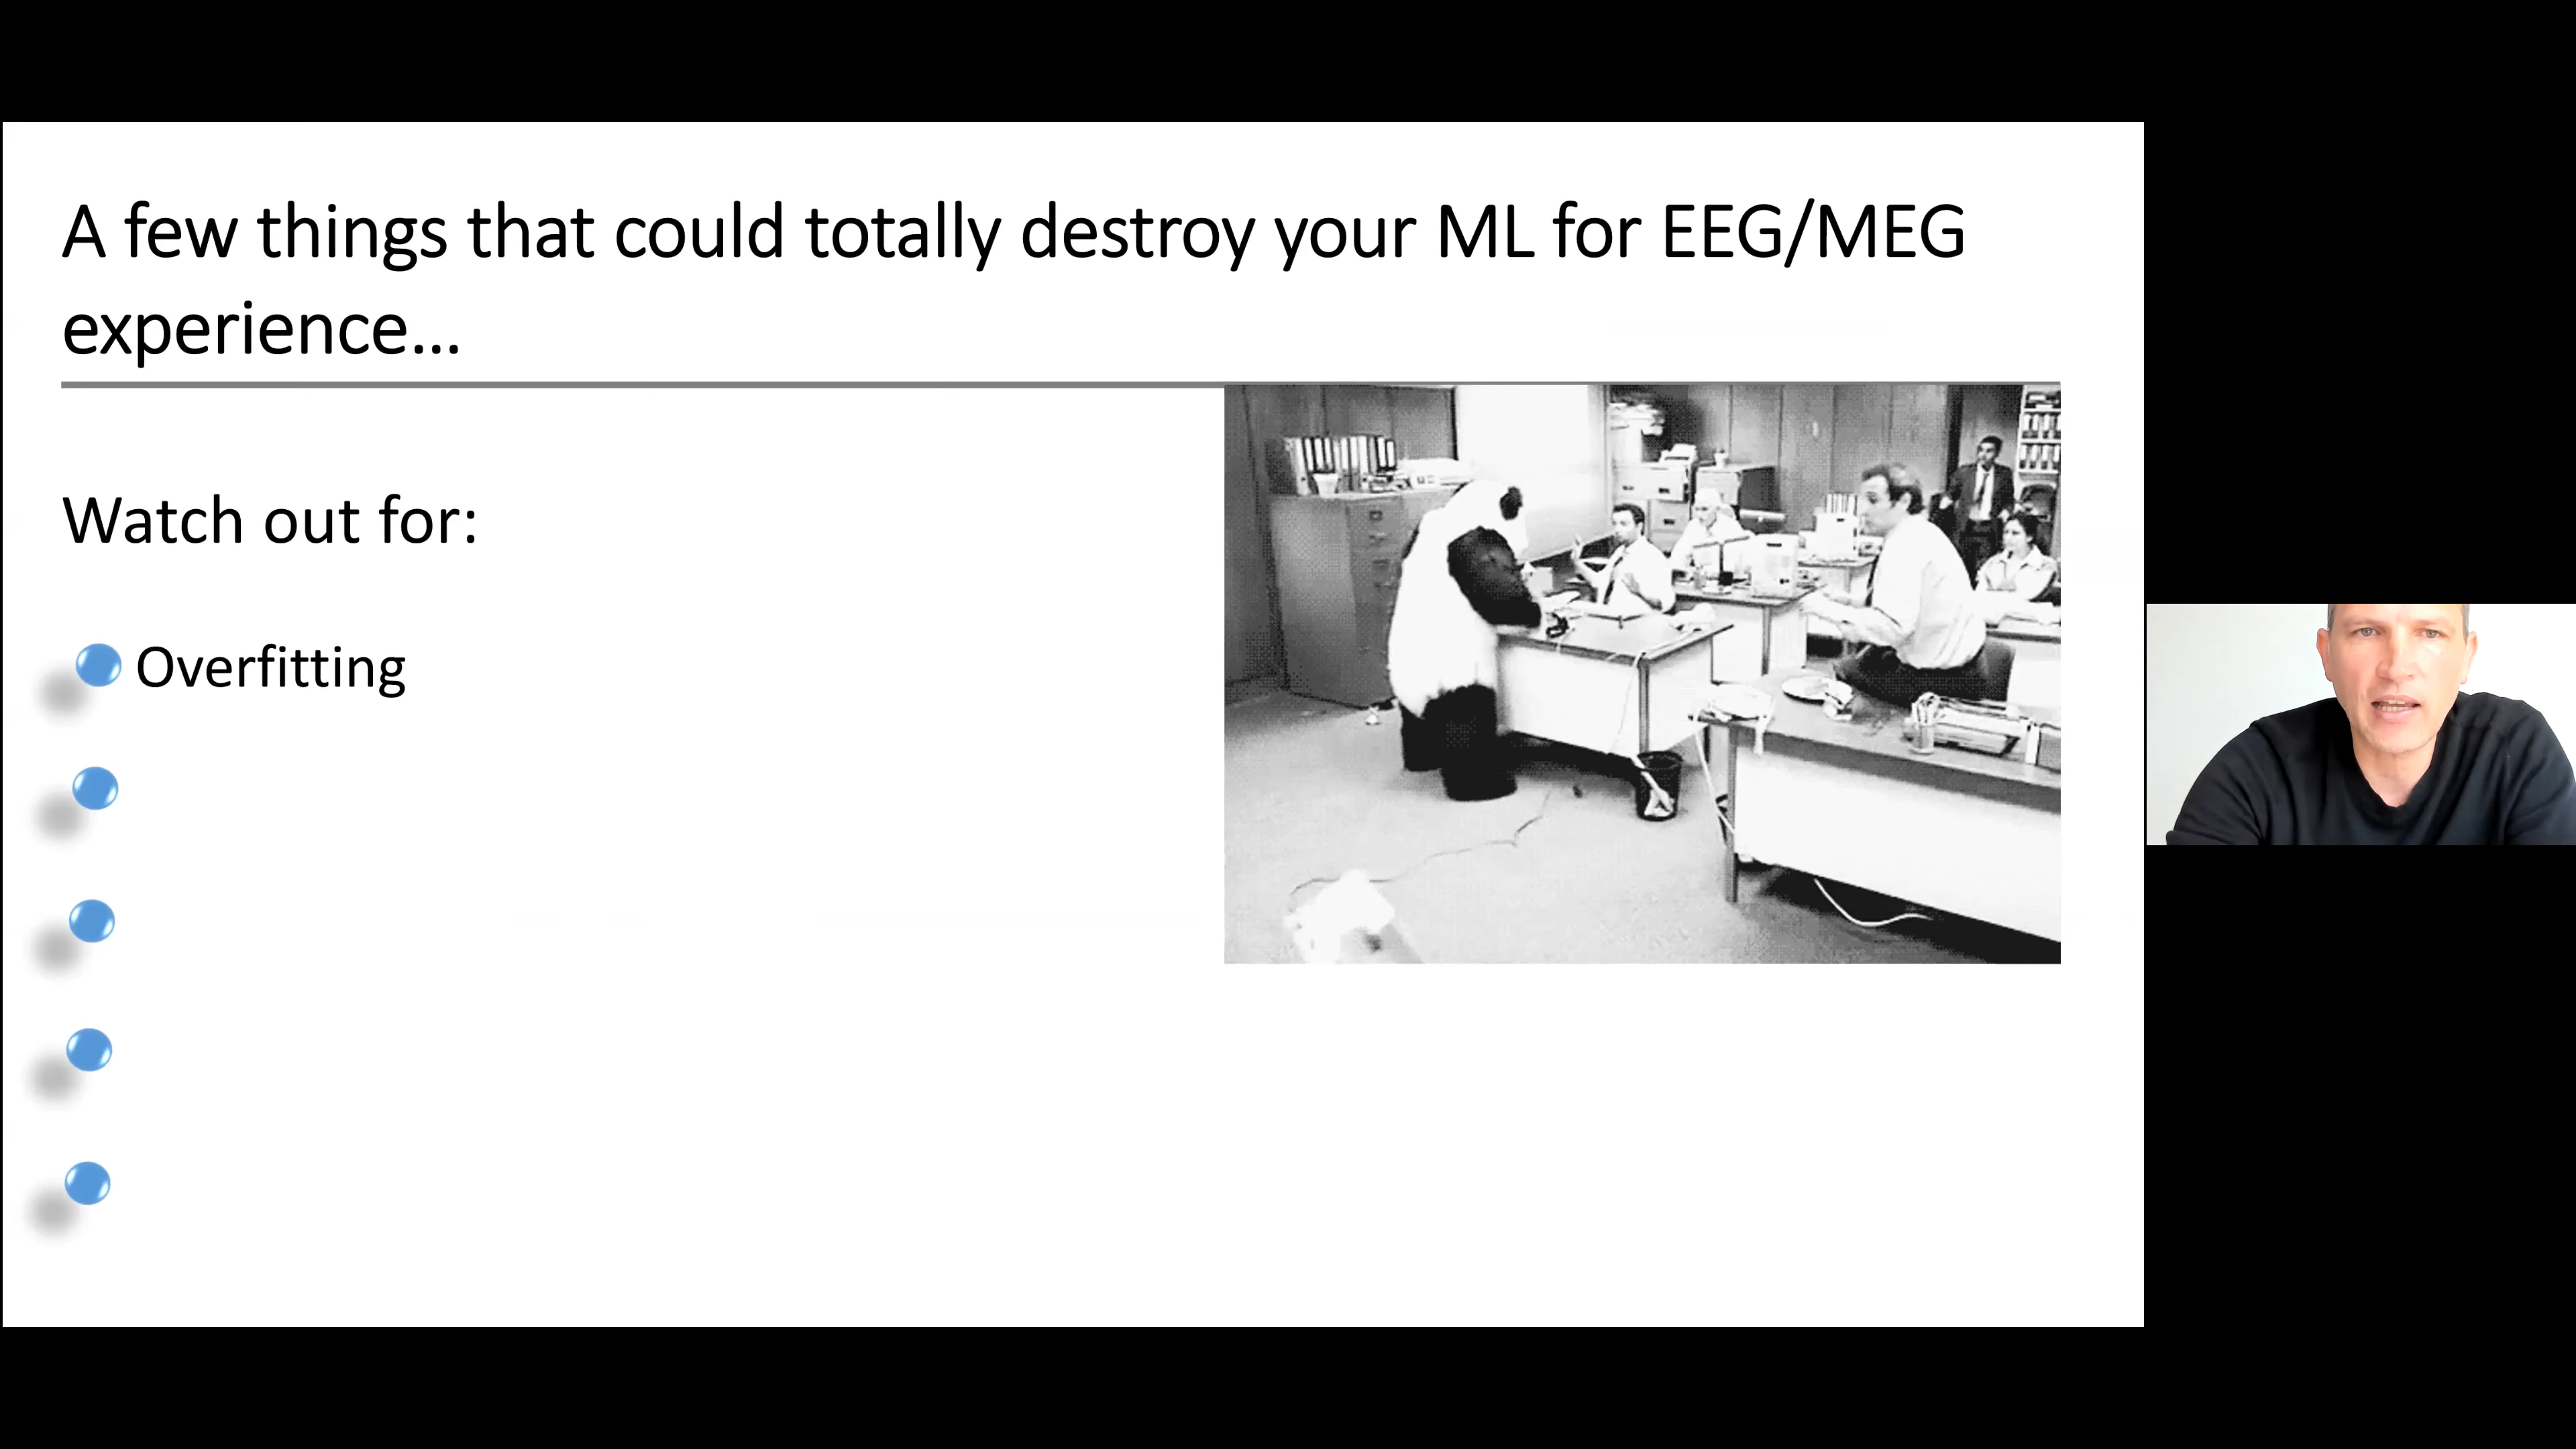 A few things that could totally destroy your ML for EEG/MEG
experience...
Watch out for:
Overfitting